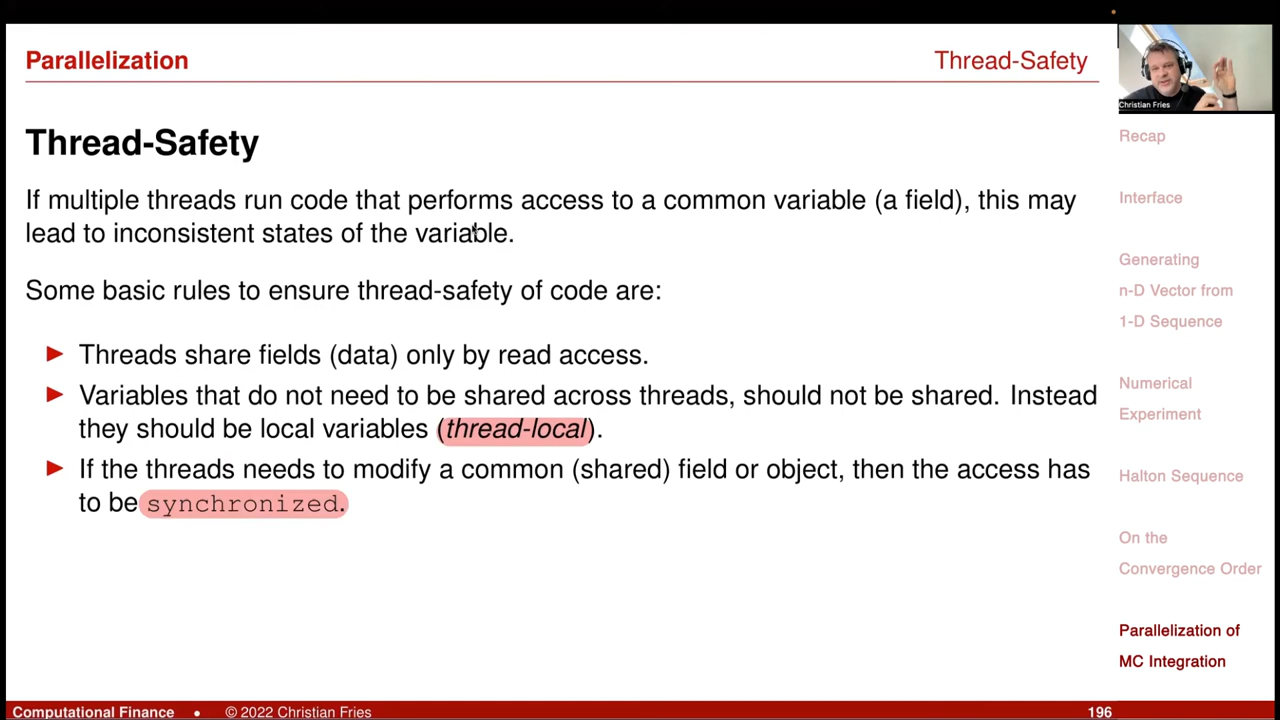 Parallelization
Thread-Safety
Thread-Safety
If multiple threads run code that performs access to a common variable (a field), this may
lead to inconsistent states of the variable.
Some basic rules to ensure thread-safety of code are:
Threads share fields (data) only by read access.
Variables that do not need to be shared across threads, should not be shared. Instead
they should be local variables (thread-local).
If the threads needs to modify a common (shared) field or object, then the access has
to be synchronized.
Christian Fries
Recap
Interface
Generating
n-D Vector from
1-D Sequence
Numerical
Experiment
Halton Sequence
On the
Convergence Order
Parallelization of
MC Integration
Computational Finance • © 2022 Christian Fries
196